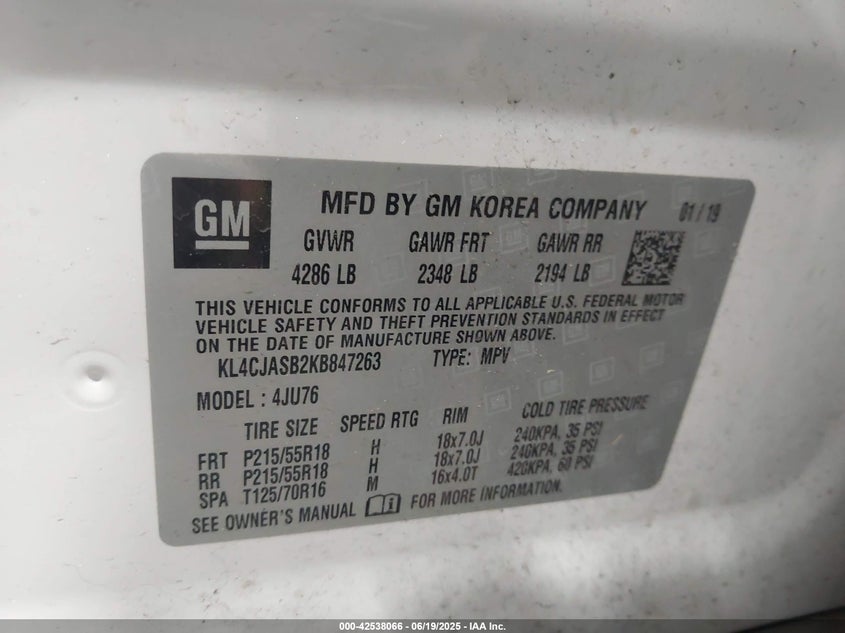 GM
MFD BY GM KOREA COMPANY 01/19
GVWR GAWR FRT GAWR RR
4286 LB 2348 LB 2194 LB
THIS VEHICLE CONFORMS TO ALL APPLICABLE U.S. FEDERAL MOTOR
VEHICLE SAFETY AND THEFT PREVENTION STANDARDS IN EFFECT
ON THE DATE OF MANUFACTURE SHOWN ABOVE.
KL4CJASB2KB847263 TYPE: MPV
MODEL: 4JU76
TIRE SIZE SPEED RTG RIM COLD TIRE PRESSURE
FRT P215/55R18 H 18x7.0J 240KPA, 35 PSI
RR P215/55R18 H 18x7.0J 240KPA, 35 PSI
SPA T125/70R16 M 16x4.0T 420KPA, 60 PSI
SEE OWNER'S MANUAL FOR MORE INFORMATION.
000-42538066 - 06/19/2025 - IAA Inc.